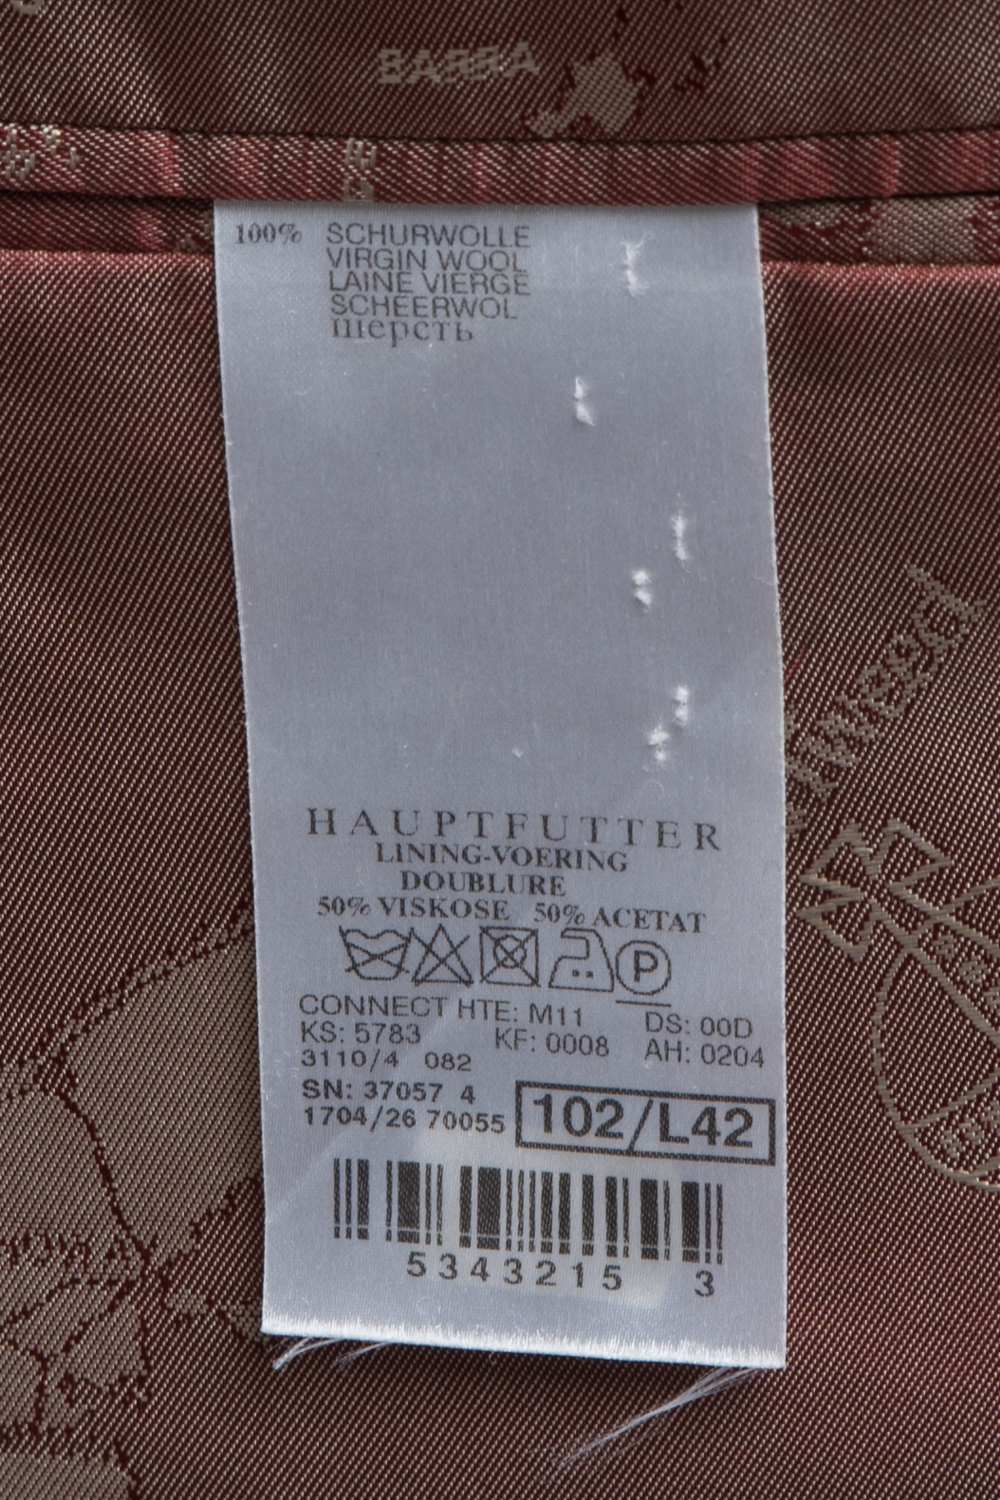 BARRA
100% SCHURWOLLE
VIRGIN WOOL
LAINE VIERGE
SCHEERWOL
шерсть
HAUPTFUTTER
LINING-VOERING
DOUBLURE
50% VISKOSE 50% ACETAT
P
CONNECT HTE: M11 DS: 00D
KS: 5783 KF: 0008 AH: 0204
3110/4 082
SN: 37057 4
1704/26 70055 102/L42
5343215 3